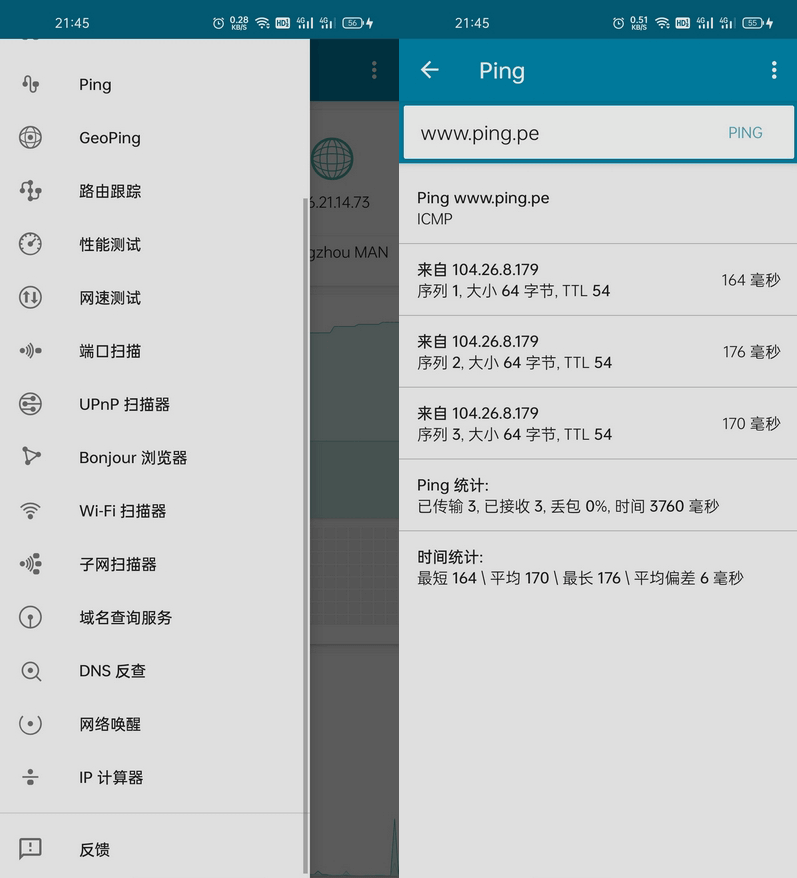 21:45
0.28
KB/S
HD1
4G
4G
56
Ping
GeoPing
路由跟踪
性能测试
网速测试
端口扫描
UPnP 扫描器
Bonjour 浏览器
Wi-Fi 扫描器
子网扫描器
域名查询服务
DNS 反查
网络唤醒
IP 计算器
反馈
6.21.14.73
gzhou MAN
21:45
0.51
KB/S
HD1
4G
4G
55
Ping
www.ping.pe
PING
Ping www.ping.pe
ICMP
来自 104.26.8.179
序列 1, 大小 64 字节, TTL 54
164 毫秒
来自 104.26.8.179
序列 2, 大小 64 字节, TTL 54
176 毫秒
来自 104.26.8.179
序列 3, 大小 64 字节, TTL 54
170 毫秒
Ping 统计:
已传输 3, 已接收 3, 丢包 0%, 时间 3760 毫秒
时间统计:
最短 164 \ 平均 170 \ 最长 176 \ 平均偏差 6 毫秒